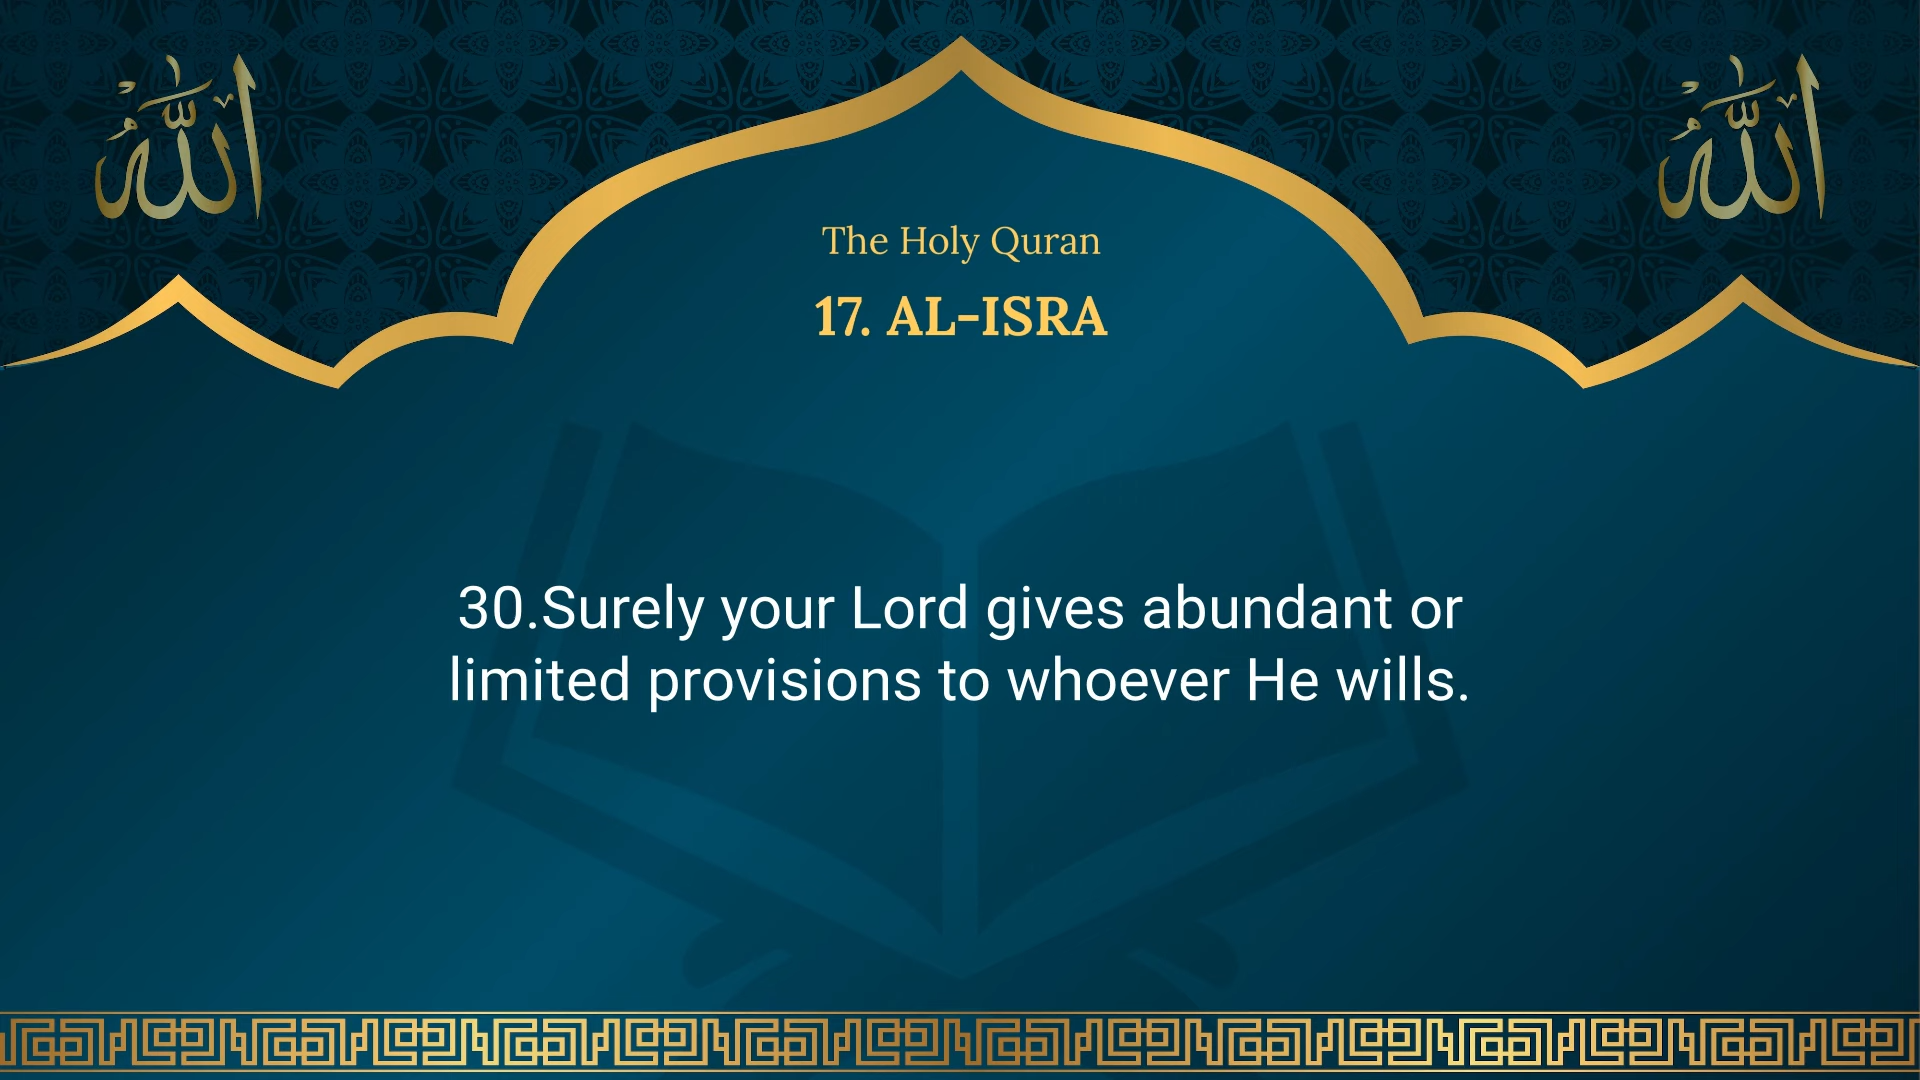 الله
الله
The Holy Quran
17. AL-ISRA
30.Surely your Lord gives abundant or
limited provisions to whoever He wills.